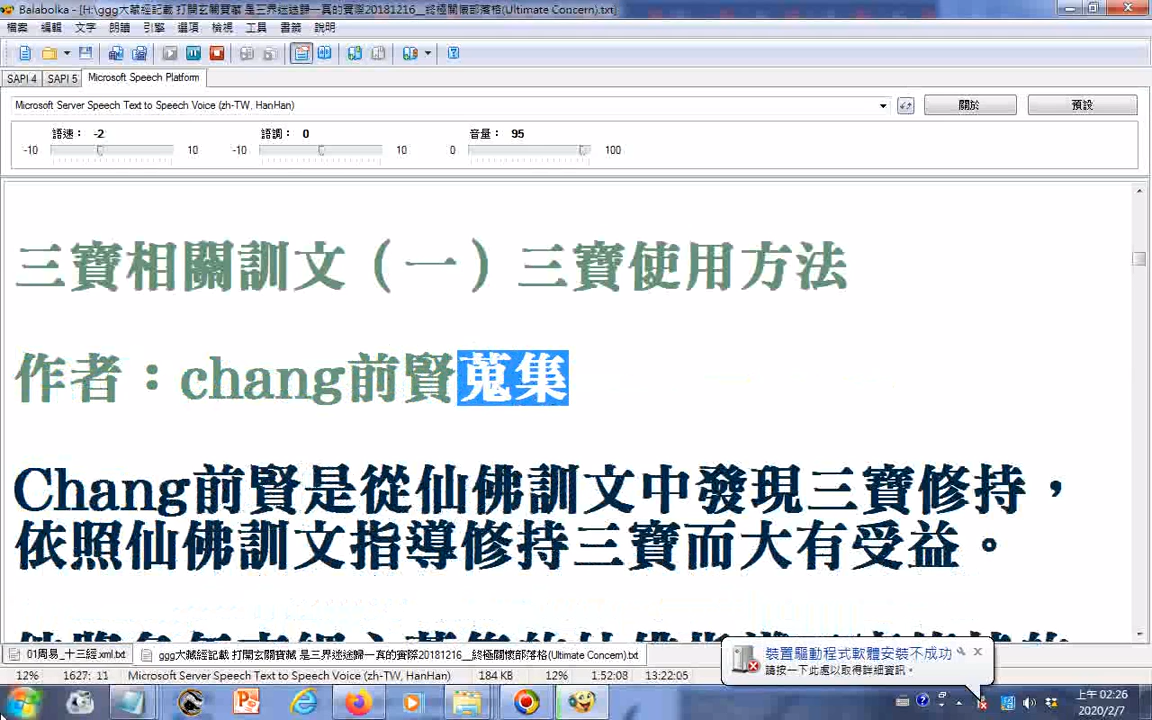 Balabolka - [H:\ggg大藏經記載 打開玄關寶藏 是三界迷途歸一真的實際20181216__終極關懷部落格(Ultimate Concern).txt]
檔案 編輯 文字 朗讀 引擎 選項 檢視 工具 書籤 說明
SAPI 4 SAPI 5 Microsoft Speech Platform
Microsoft Server Speech Text to Speech Voice (zh-TW, HanHan) 關於 預設
語速： -2 語調： 0 音量： 95
-10 10 -10 10 0 100
三寶相關訓文（一）三寶使用方法
作者：chang前賢蒐集
Chang前賢是從仙佛訓文中發現三寶修持，
依照仙佛訓文指導修持三寶而大有受益。
01周易_十三經.xml.txt ggg大藏經記載 打開玄關寶藏 是三界迷途歸一真的實際20181216__終極關懷部落格(Ultimate Concern).txt
裝置驅動程式軟體安裝不成功
請按一下此處以取得詳細資訊。
12% 1627: 11 Microsoft Server Speech Text to Speech Voice (zh-TW, HanHan) 184 KB 12% 1:52:08 13:22:05
上午 02:26
2020/2/7